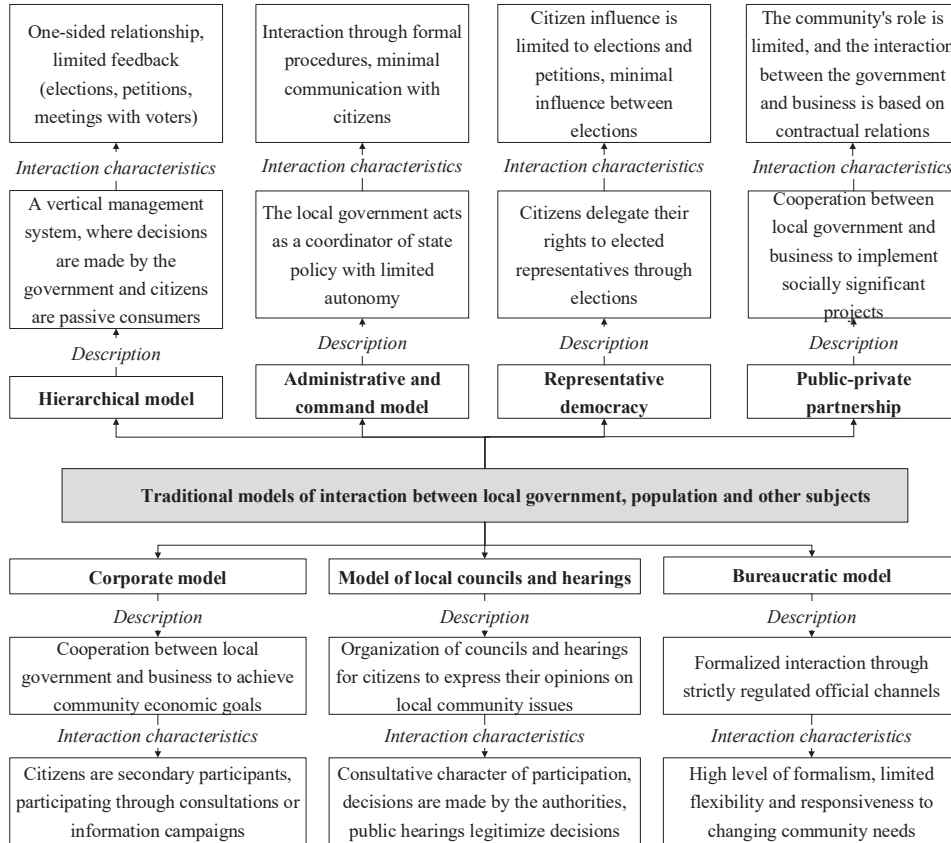 One-sided relationship,
limited feedback
(elections, petitions,
meetings with voters)
Interaction through formal
procedures, minimal
communication with
citizens
Citizen influence is
limited to elections and
petitions, minimal
influence between
elections
The community's role is
limited, and the interaction
between the government
and business is based on
contractual relations
Interaction characteristics
Interaction characteristics
Interaction characteristics
Interaction characteristics
A vertical management
system, where decisions
are made by the
government and citizens
are passive consumers
The local government acts
as a coordinator of state
policy with limited
autonomy
Citizens delegate their
rights to elected
representatives through
elections
Cooperation between
local government and
business to implement
socially significant
projects
Description
Description
Description
Description
Hierarchical model
Administrative and
command model
Representative
democracy
Public-private
partnership
Traditional models of interaction between local government, population and other subjects
Corporate model
Model of local councils and hearings
Bureaucratic model
Description
Description
Description
Cooperation between local
government and business to achieve
community economic goals
Organization of councils and hearings
for citizens to express their opinions on
local community issues
Formalized interaction through
strictly regulated official channels
Interaction characteristics
Interaction characteristics
Interaction characteristics
Citizens are secondary participants,
participating through consultations or
information campaigns
Consultative character of participation,
decisions are made by the authorities,
public hearings legitimize decisions
High level of formalism, limited
flexibility and responsiveness to
changing community needs